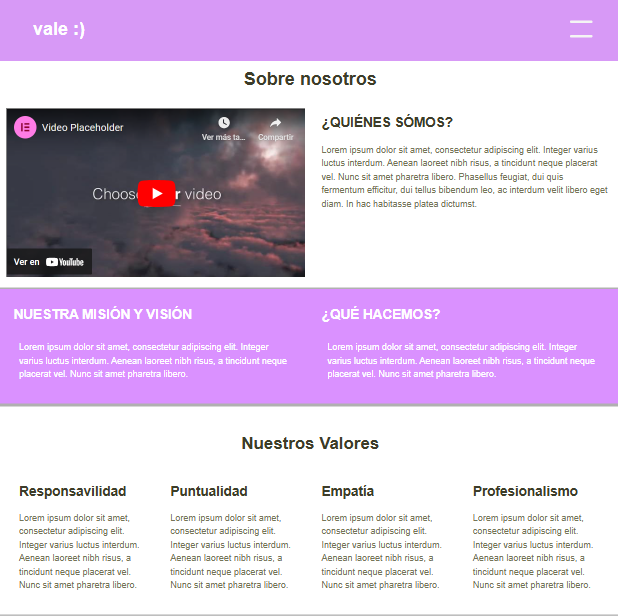 vale :)
Sobre nosotros
Video Placeholder
Ver más ta...
Compartir
Choose video
Ver en YouTube
¿QUIÉNES SÓMOS?
Lorem ipsum dolor sit amet, consectetur adipiscing elit. Integer varius
luctus interdum. Aenean laoreet nibh risus, a tincidunt neque placerat
vel. Nunc sit amet pharetra libero. Phasellus feugiat, dui quis
fermentum efficitur, dui tellus bibendum leo, ac interdum velit libero eget
diam. In hac habitasse platea dictumst.
NUESTRA MISIÓN Y VISIÓN
Lorem ipsum dolor sit amet, consectetur adipiscing elit. Integer
varius luctus interdum. Aenean laoreet nibh risus, a tincidunt neque
placerat vel. Nunc sit amet pharetra libero.
¿QUÉ HACEMOS?
Lorem ipsum dolor sit amet, consectetur adipiscing elit. Integer
varius luctus interdum. Aenean laoreet nibh risus, a tincidunt neque
placerat vel. Nunc sit amet pharetra libero.
Nuestros Valores
Responsavilidad
Lorem ipsum dolor sit amet,
consectetur adipiscing elit.
Integer varius luctus interdum.
Aenean laoreet nibh risus, a
tincidunt neque placerat vel.
Nunc sit amet pharetra libero.
Puntualidad
Lorem ipsum dolor sit amet,
consectetur adipiscing elit.
Integer varius luctus interdum.
Aenean laoreet nibh risus, a
tincidunt neque placerat vel.
Nunc sit amet pharetra libero.
Empatía
Lorem ipsum dolor sit amet,
consectetur adipiscing elit.
Integer varius luctus interdum.
Aenean laoreet nibh risus, a
tincidunt neque placerat vel.
Nunc sit amet pharetra libero.
Profesionalismo
Lorem ipsum dolor sit amet,
consectetur adipiscing elit.
Integer varius luctus interdum.
Aenean laoreet nibh risus, a
tincidunt neque placerat vel.
Nunc sit amet pharetra libero.